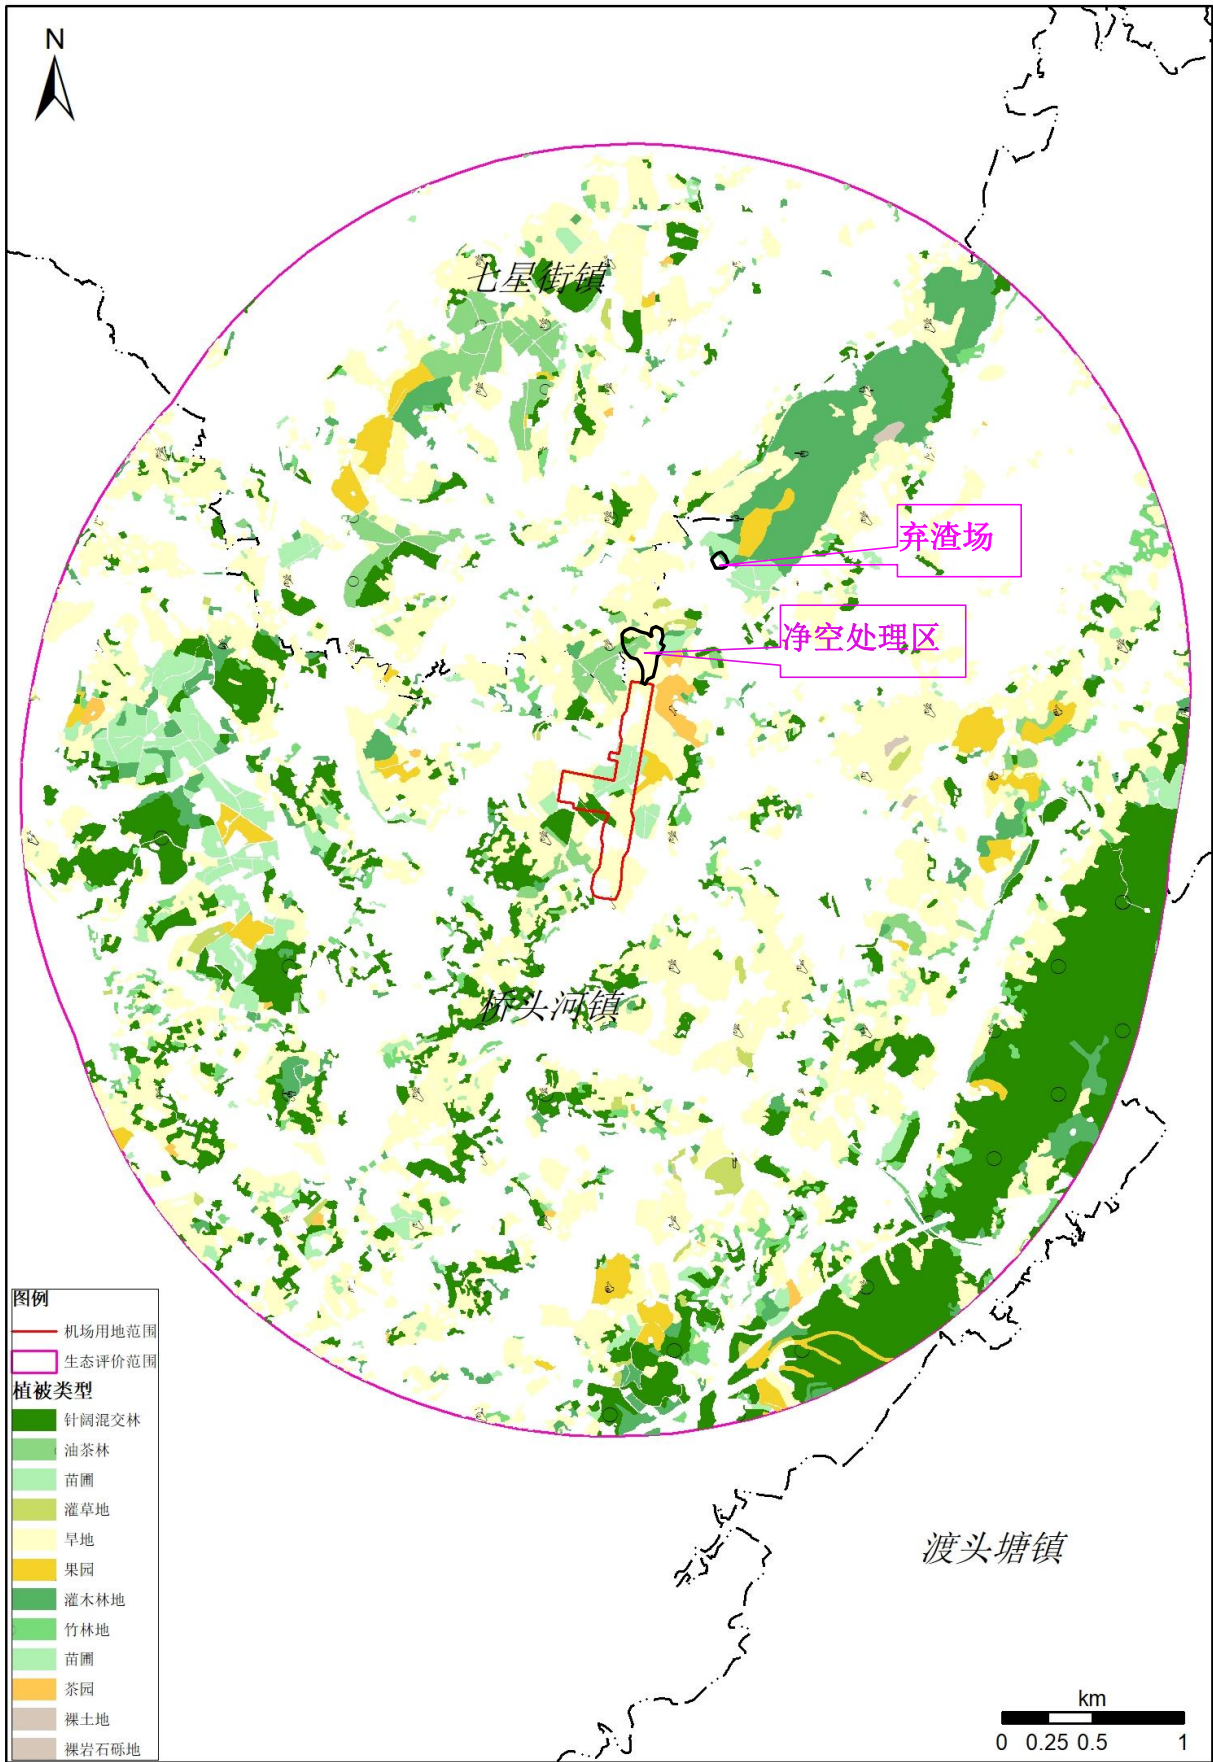 N
七星街镇
弃渣场
净空处理区
桥头河镇
图例
机场用地范围
生态评价范围
植被类型
针阔混交林
油茶林
苗圃
灌草地
旱地
果园
灌木林地
竹林地
苗圃
茶园
裸土地
裸岩石砾地
渡头塘镇
km
0 0.25 0.5 1